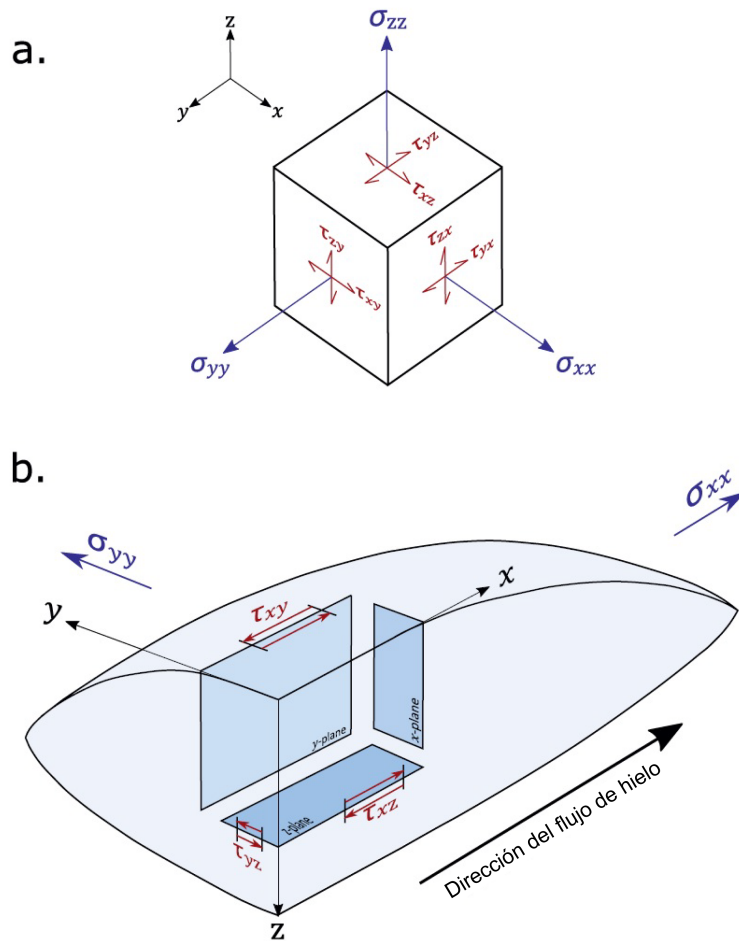 a.
z
y
x
σzz
τyz
τxz
τzy
τxy
τzx
τyx
σyy
σxx
b.
σxx
σyy
y
x
τxy
y-plane
x-plane
z-plane
τxz
τyz
z
Dirección del flujo de hielo